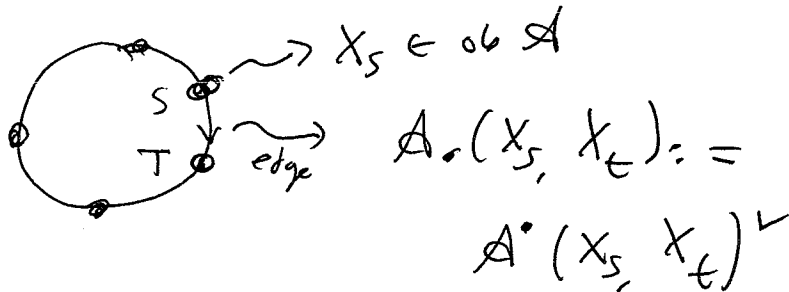 S ⇝ X_s ∈ ob A
T edge ⇝ A_•(X_s, X_t) :=
A^•(X_s, X_t)^∨